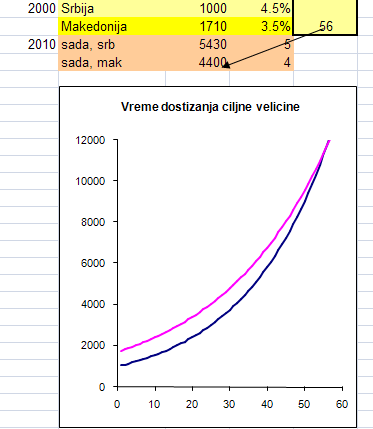 2000 Srbija 1000 4.5%
Makedonija 1710 3.5% 56
2010 sada, srb 5430 5
sada, mak 4400 4
Vreme dostizanja ciljne velicine
12000
10000
8000
6000
4000
2000
0
0 10 20 30 40 50 60